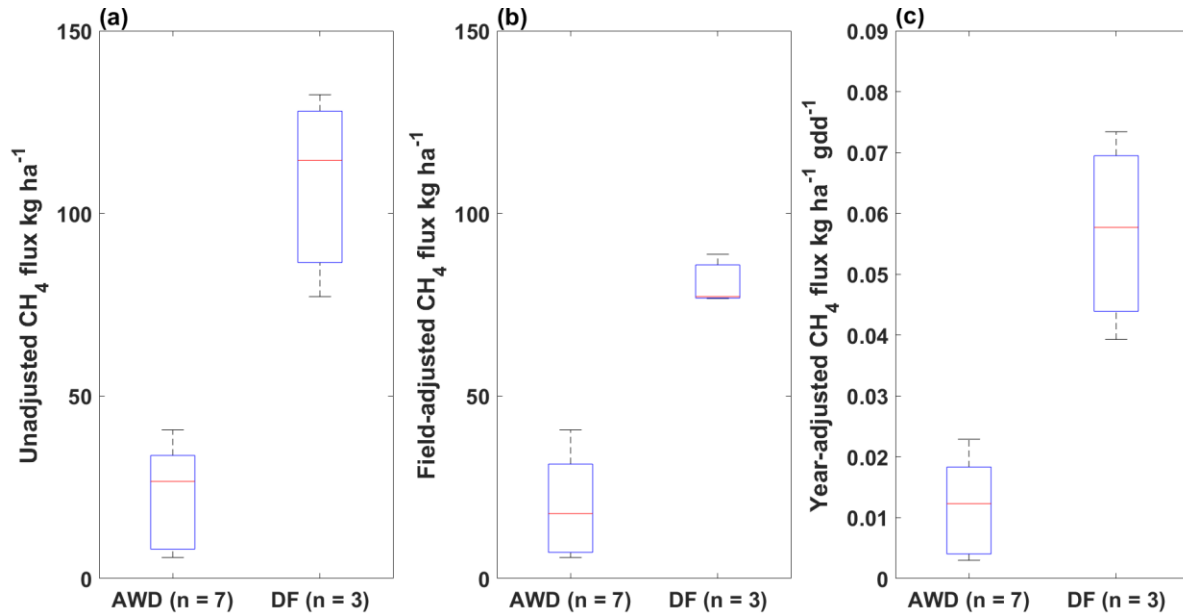 (a)
Unadjusted CH4 flux kg ha-1
150
100
50
0
AWD (n = 7) DF (n = 3)
(b)
Field-adjusted CH4 flux kg ha-1
150
100
50
0
AWD (n = 7) DF (n = 3)
(c)
Year-adjusted CH4 flux kg ha-1 gdd-1
0.09
0.08
0.07
0.06
0.05
0.04
0.03
0.02
0.01
0
AWD (n = 7) DF (n = 3)